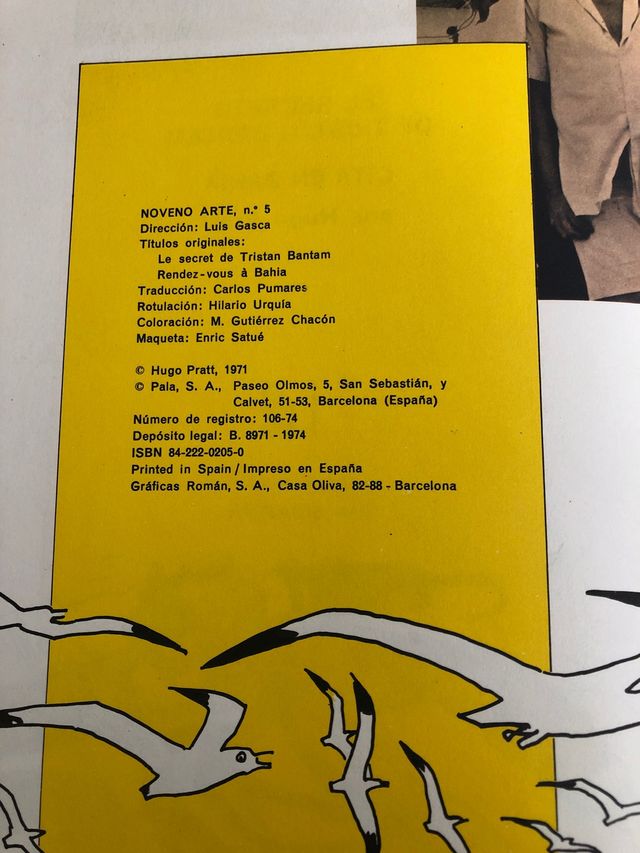 NOVENO ARTE, n.° 5
Dirección: Luis Gasca
Títulos originales:
Le secret de Tristan Bantam
Rendez-vous à Bahia
Traducción: Carlos Pumares
Rotulación: Hilario Urquía
Coloración: M. Gutiérrez Chacón
Maqueta: Enric Satué
© Hugo Pratt, 1971
© Pala, S. A., Paseo Olmos, 5, San Sebastián, y
Calvet, 51-53, Barcelona (España)
Número de registro: 106-74
Depósito legal: B. 8971 - 1974
ISBN 84-222-0205-0
Printed in Spain / Impreso en España
Gráficas Román, S. A., Casa Oliva, 82-88 - Barcelona